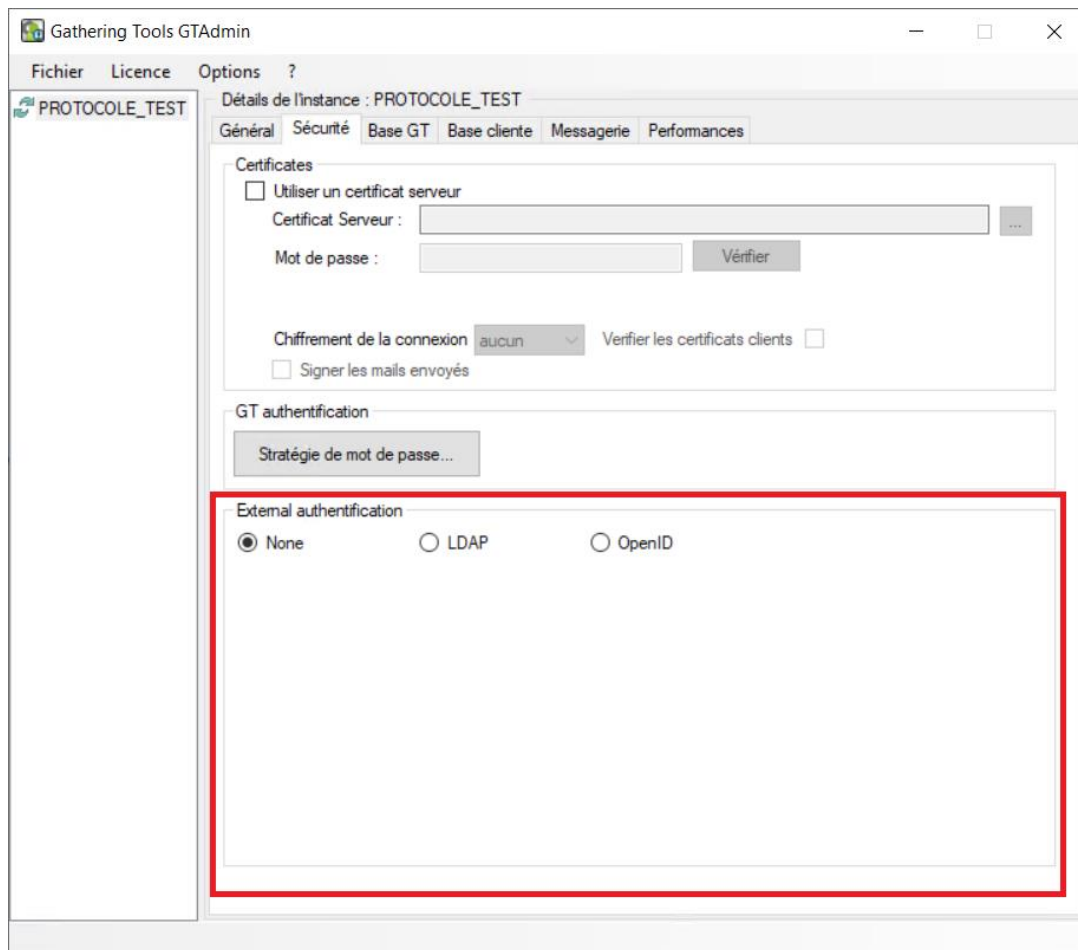 Gathering Tools GTAdmin
Fichier Licence Options ?
PROTOCOLE_TEST
Détails de l'instance : PROTOCOLE_TEST
Général Sécurité Base GT Base cliente Messagerie Performances
Certificates
Utiliser un certificat serveur
Certificat Serveur : ...
Mot de passe : Vérifier
Chiffrement de la connexion aucun Verifier les certificats clients
Signer les mails envoyés
GT authentification
Stratégie de mot de passe...
External authentification
None LDAP OpenID